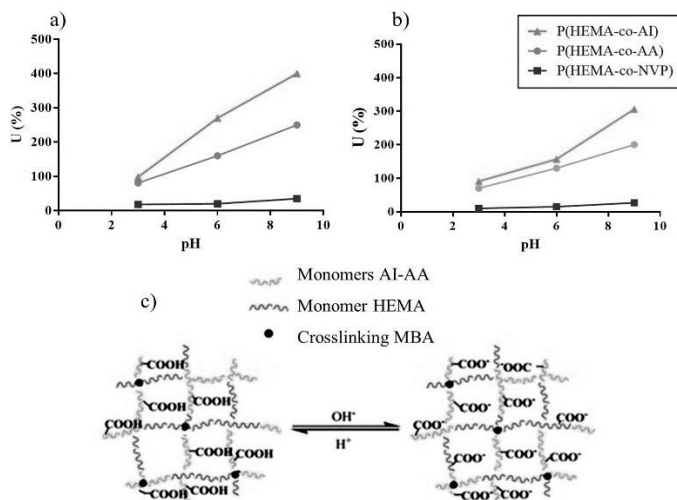 a)
500
400
300
200
100
0
U (%)
0 2 4 6 8 10
pH
b)
500
400
300
200
100
0
U (%)
0 2 4 6 8 10
pH
P(HEMA-co-AI)
P(HEMA-co-AA)
P(HEMA-co-NVP)
c)
Monomers AI-AA
Monomer HEMA
Crosslinking MBA
COOH
COOH
COOH
COOH
COOH
COOH
COOH
COOH
COOH
OH⁻
H⁺
COO⁻
⁻OOC
COO⁻
COO⁻
COO⁻
COO⁻
COO⁻
COO⁻
COO⁻
COO⁻
COO⁻